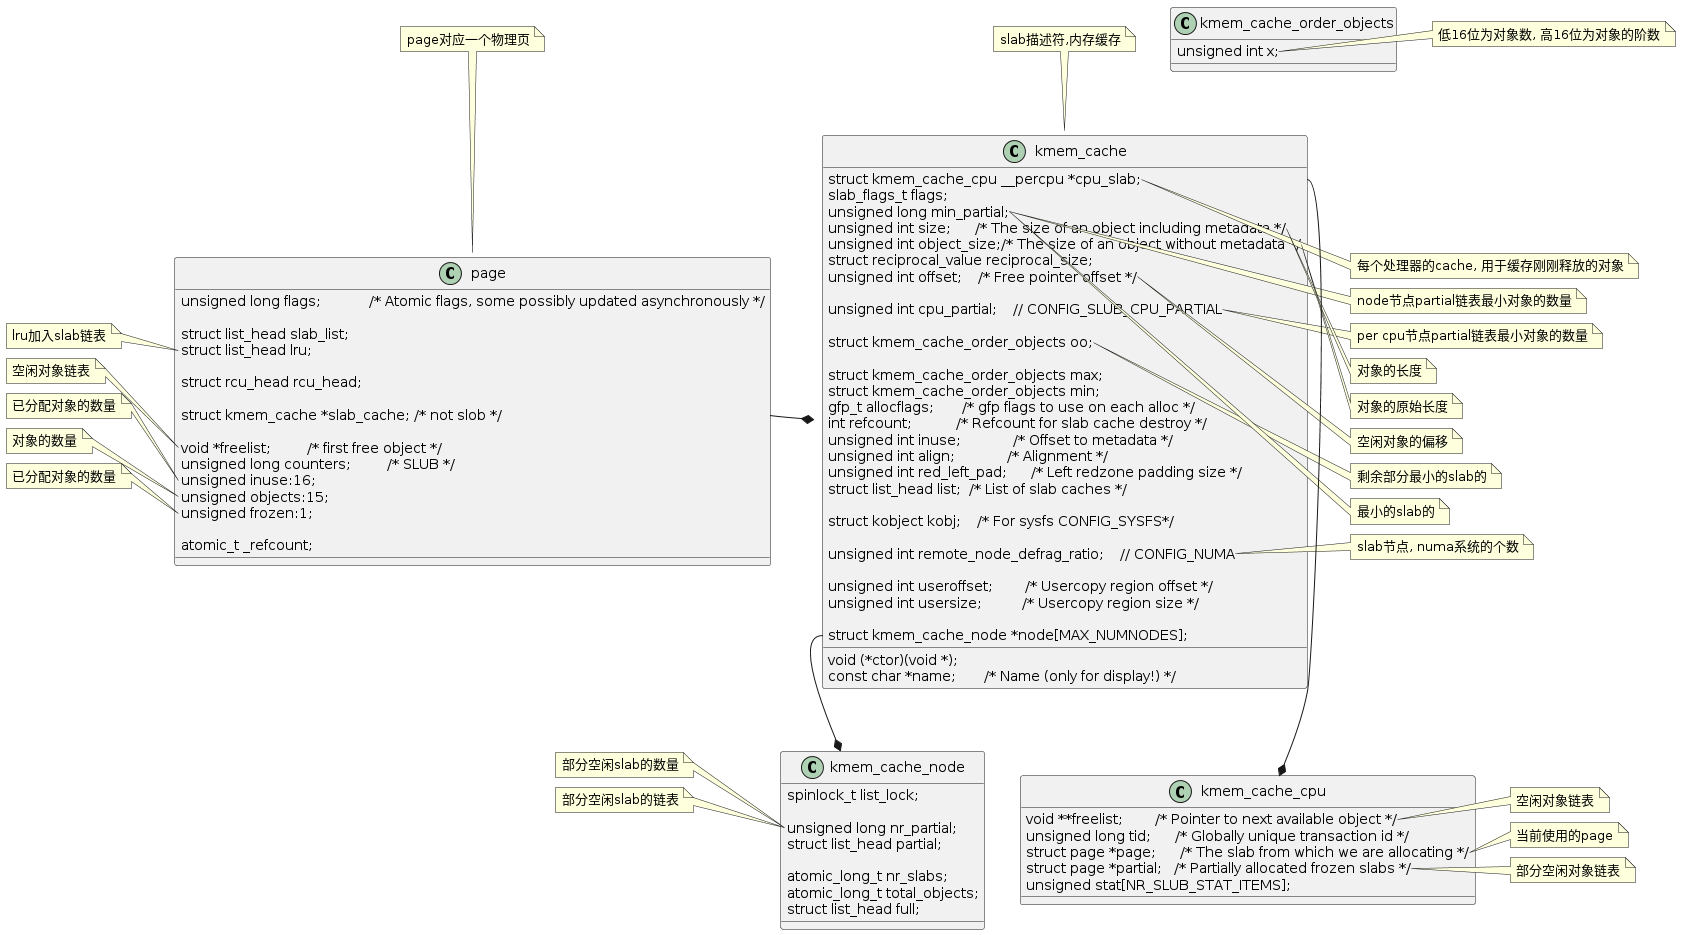 kmem_cache_order_objects
unsigned int x;
低16位为对象数, 高16位为对象的阶数
page对应一个物理页
slab描述符,内存缓存
page
unsigned long flags; /* Atomic flags, some possibly updated asynchronously */
struct list_head slab_list;
struct list_head lru;
struct rcu_head rcu_head;
struct kmem_cache *slab_cache; /* not slob */
void *freelist; /* first free object */
unsigned long counters; /* SLUB */
unsigned inuse:16;
unsigned objects:15;
unsigned frozen:1;
atomic_t _refcount;
lru加入slab链表
空闲对象链表
已分配对象的数量
对象的数量
已分配对象的数量
kmem_cache
struct kmem_cache_cpu __percpu *cpu_slab;
slab_flags_t flags;
unsigned long min_partial;
unsigned int size; /* The size of an object including metadata */
unsigned int object_size;/* The size of an object without metadata */
struct reciprocal_value reciprocal_size;
unsigned int offset; /* Free pointer offset */
unsigned int cpu_partial; // CONFIG_SLUB_CPU_PARTIAL
struct kmem_cache_order_objects oo;
struct kmem_cache_order_objects max;
struct kmem_cache_order_objects min;
gfp_t allocflags; /* gfp flags to use on each alloc */
int refcount; /* Refcount for slab cache destroy */
unsigned int inuse; /* Offset to metadata */
unsigned int align; /* Alignment */
unsigned int red_left_pad; /* Left redzone padding size */
struct list_head list; /* List of slab caches */
struct kobject kobj; /* For sysfs CONFIG_SYSFS*/
unsigned int remote_node_defrag_ratio; // CONFIG_NUMA
unsigned int useroffset; /* Usercopy region offset */
unsigned int usersize; /* Usercopy region size */
struct kmem_cache_node *node[MAX_NUMNODES];
void (*ctor)(void *);
const char *name; /* Name (only for display!) */
每个处理器的cache, 用于缓存刚刚释放的对象
node节点partial链表最小对象的数量
per cpu节点partial链表最小对象的数量
对象的长度
对象的原始长度
空闲对象的偏移
剩余部分最小的slab的
最小的slab的
slab节点, numa系统的个数
kmem_cache_node
spinlock_t list_lock;
unsigned long nr_partial;
struct list_head partial;
atomic_long_t nr_slabs;
atomic_long_t total_objects;
struct list_head full;
部分空闲slab的数量
部分空闲slab的链表
kmem_cache_cpu
void **freelist; /* Pointer to next available object */
unsigned long tid; /* Globally unique transaction id */
struct page *page; /* The slab from which we are allocating */
struct page *partial; /* Partially allocated frozen slabs */
unsigned stat[NR_SLUB_STAT_ITEMS];
空闲对象链表
当前使用的page
部分空闲对象链表